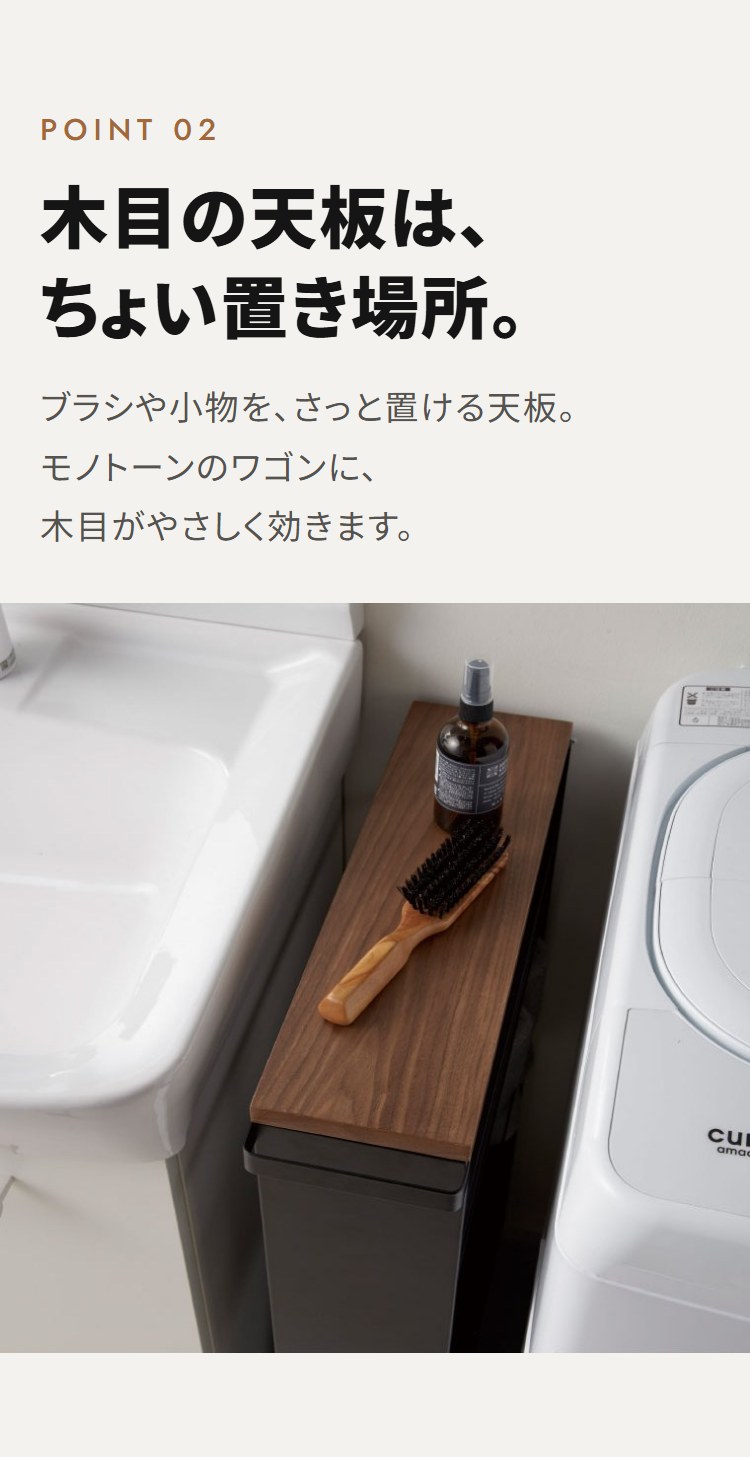 POINT 02
木目の天板は、
ちょい置き場所。
ブラシや小物を、さっと置ける天板。
モノトーンのワゴンに、
木目がやさしく効きます。